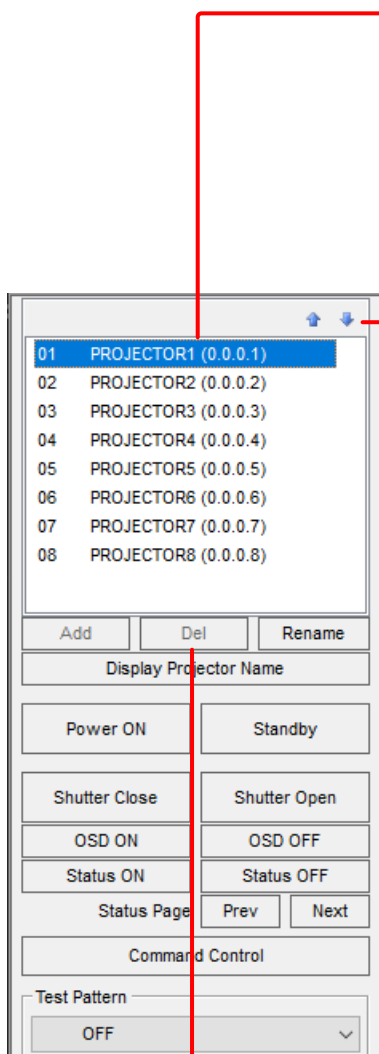 01 PROJECTOR1 (0.0.0.1)
02 PROJECTOR2 (0.0.0.2)
03 PROJECTOR3 (0.0.0.3)
04 PROJECTOR4 (0.0.0.4)
05 PROJECTOR5 (0.0.0.5)
06 PROJECTOR6 (0.0.0.6)
07 PROJECTOR7 (0.0.0.7)
08 PROJECTOR8 (0.0.0.8)
Add Del Rename
Display Projector Name
Power ON Standby
Shutter Close Shutter Open
OSD ON OSD OFF
Status ON Status OFF
Status Page Prev Next
Command Control
Test Pattern
OFF